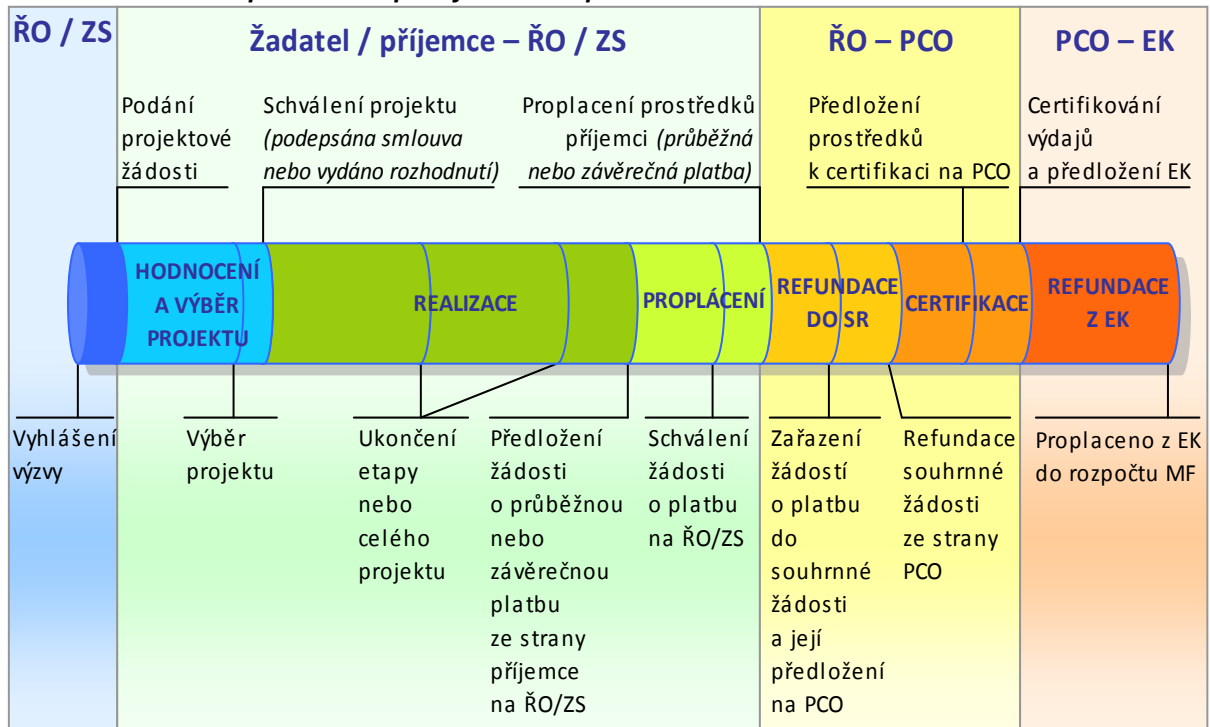 ŘO / ZS
Žadatel / příjemce – ŘO / ZS
ŘO – PCO
PCO – EK
Podání
projektové
žádosti
Schválení projektu
(podepsána smlouva
nebo vydáno rozhodnutí)
Proplacení prostředků
příjemci (průběžná
nebo závěrečná platba)
Předložení
prostředků
k certifikaci na PCO
Certifikování
výdajů
a předložení EK
HODNOCENÍ
A VÝBĚR
PROJEKTU
REALIZACE
PROPLÁCENÍ
REFUNDACE
DO SR
CERTIFIKACE
REFUNDACE
Z EK
Vyhlášení
výzvy
Výběr
projektu
Ukončení
etapy
nebo
celého
projektu
Předložení
žádosti
o průběžnou
nebo
závěrečnou
platbu
ze strany
příjemce
na ŘO/ZS
Schválení
žádosti
o platbu
na ŘO/ZS
Zařazení
žádostí
o platbu
do
souhrnné
žádosti
a její
předložení
na PCO
Refundace
souhrnné
žádosti
ze strany
PCO
Proplaceno z EK
do rozpočtu MF